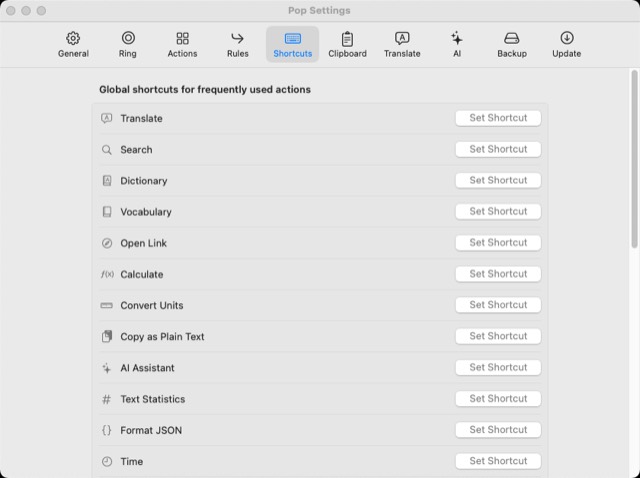 Pop Settings
General Ring Actions Rules Shortcuts Clipboard Translate AI Backup Update
Global shortcuts for frequently used actions
Translate Set Shortcut
Search Set Shortcut
Dictionary Set Shortcut
Vocabulary Set Shortcut
Open Link Set Shortcut
f(x) Calculate Set Shortcut
Convert Units Set Shortcut
Copy as Plain Text Set Shortcut
AI Assistant Set Shortcut
# Text Statistics Set Shortcut
{} Format JSON Set Shortcut
Time Set Shortcut